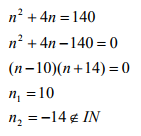 n² + 4n = 140
n² + 4n − 140 = 0
(n − 10)(n + 14) = 0
n₁ = 10
n₂ = −14 ∉ IN